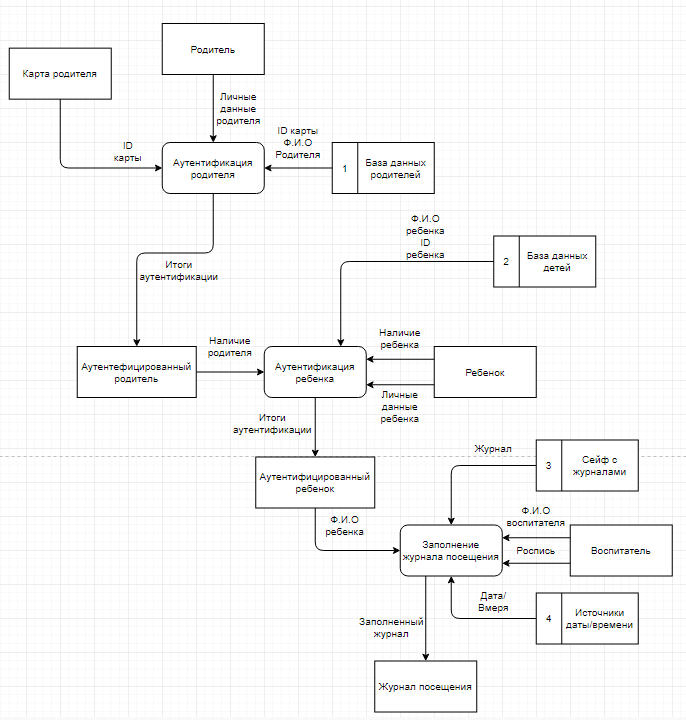 Родитель
Карта родителя
Личные
данные
родителя
ID
карты
ID карты
Ф.И.О
Родителя
Аутентификация
родителя
1
База данных
родителей
Ф.И.О
ребенка
ID
ребенка
2
База данных
детей
Итоги
аутентификации
Аутентефицированный
родитель
Наличие
родителя
Аутентификация
ребенка
Наличие
ребенка
Личные
данные
ребенка
Ребенок
Итоги
аутентификации
Аутентифицированный
ребенок
Журнал
3
Сейф с
журналами
Ф.И.О
ребенка
Заполнение
журнала посещения
Ф.И.О
воспитателя
Роспись
Воспитатель
Дата/
Вмеря
4
Источники
даты/времени
Заполненный
журнал
Журнал посещения